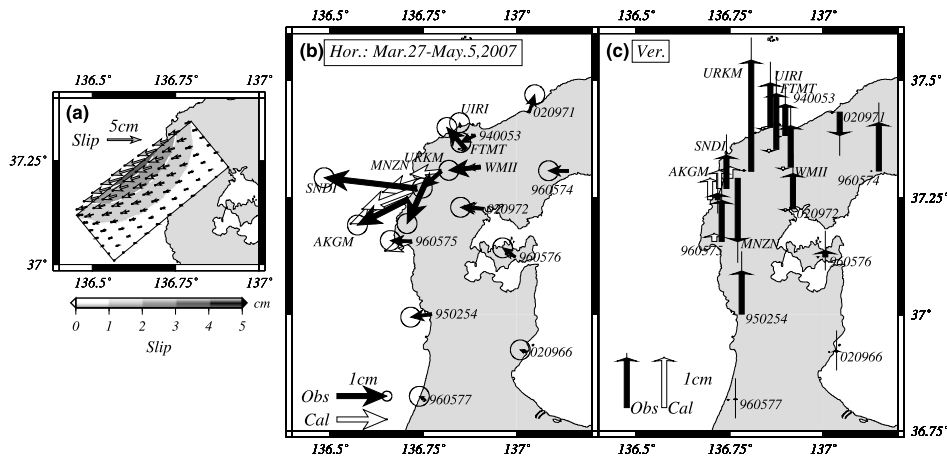 136.5° 136.75° 137°
(a)
Slip 5cm
37.25°
37°
136.5° 136.75° 137°
0 1 2 3 4 5 cm
Slip
136.5° 136.75° 137°
(b) Hor.: Mar.27-May.5,2007
UIRI
020971
940053
FTMT
URKM
MNZN
WMII
960574
SNDI
020972
AKGM
960575
960576
950254
020966
1cm
Obs
Cal
960577
136.5° 136.75° 137°
136.5° 136.75° 137°
(c) Ver.
URKM
UIRI
FTMT
940053
37.5°
020971
SNDI
AKGM
WMII
960574
37.25°
020972
960575
MNZN
960576
950254
37°
020966
1cm
Obs Cal
960577
36.75°
136.5° 136.75° 137°